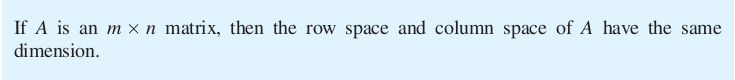 If A is an m × n matrix, then the row space and column space of A have the same
dimension.